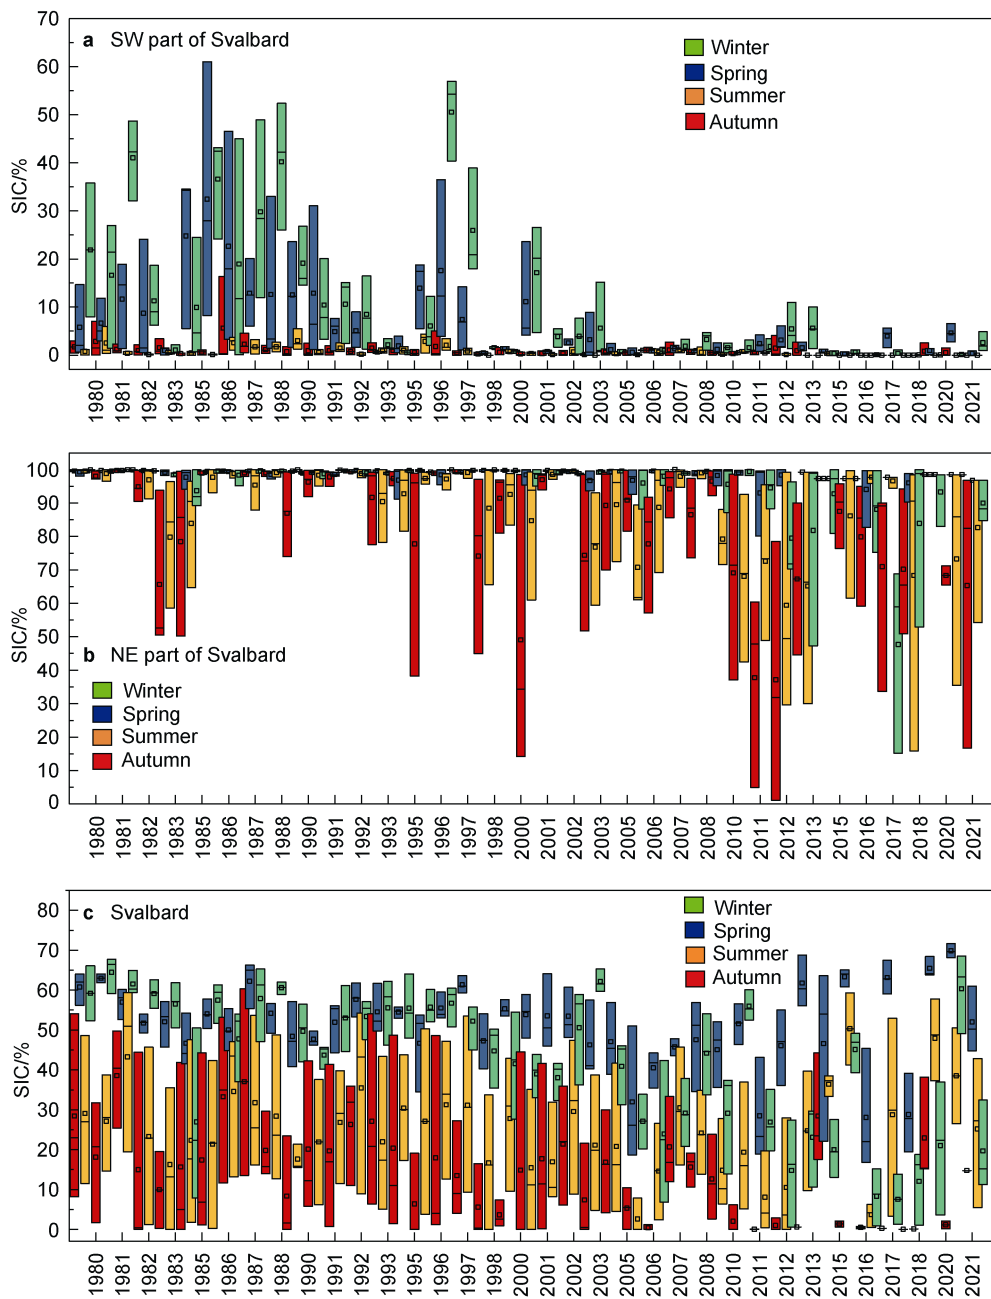 70
60
50
40
30
20
10
0
SIC/%
a SW part of Svalbard
Winter
Spring
Summer
Autumn
1980 1981 1982 1983 1985 1986 1987 1988 1990 1991 1992 1993 1995 1996 1997 1998 2000 2001 2002 2003 2005 2006 2007 2008 2010 2011 2012 2013 2015 2016 2017 2018 2020 2021
100
90
80
70
60
50
40
30
20
10
0
SIC/%
b NE part of Svalbard
Winter
Spring
Summer
Autumn
1980 1981 1982 1983 1985 1986 1987 1988 1990 1991 1992 1993 1995 1996 1997 1998 2000 2001 2002 2003 2005 2006 2007 2008 2010 2011 2012 2013 2015 2016 2017 2018 2020 2021
80
70
60
50
40
30
20
10
0
SIC/%
c Svalbard
Winter
Spring
Summer
Autumn
1980 1981 1982 1983 1985 1986 1987 1988 1990 1991 1992 1993 1995 1996 1997 1998 2000 2001 2002 2003 2005 2006 2007 2008 2010 2011 2012 2013 2015 2016 2017 2018 2020 2021